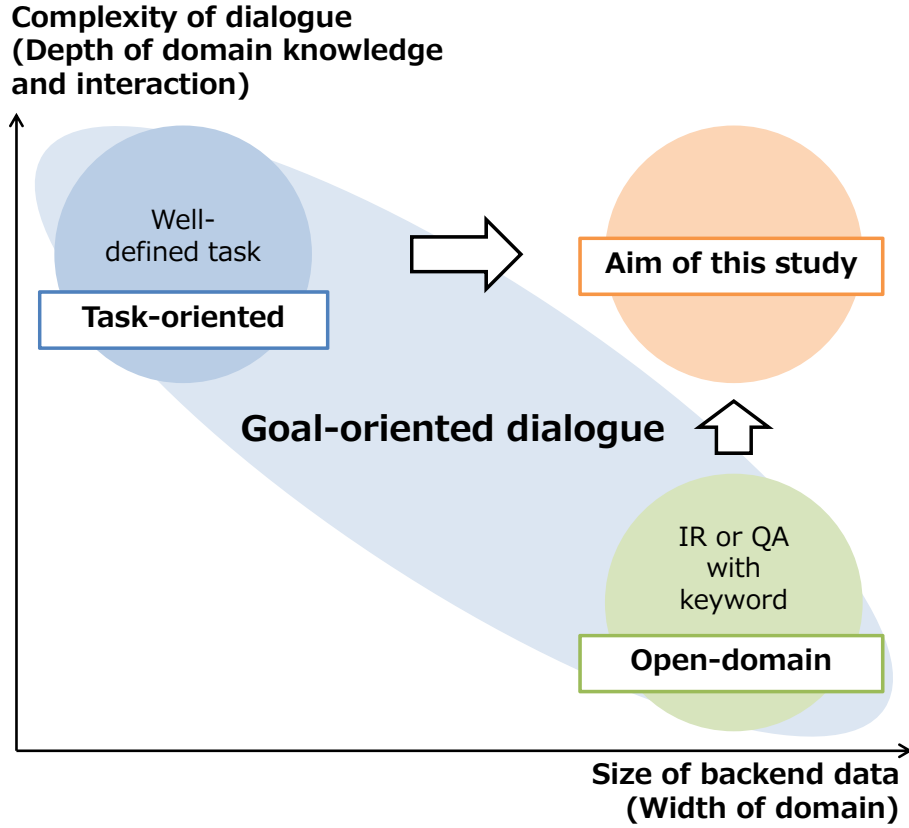 Complexity of dialogue
(Depth of domain knowledge
and interaction)
Well-
defined task
Task-oriented
Aim of this study
Goal-oriented dialogue
IR or QA
with
keyword
Open-domain
Size of backend data
(Width of domain)